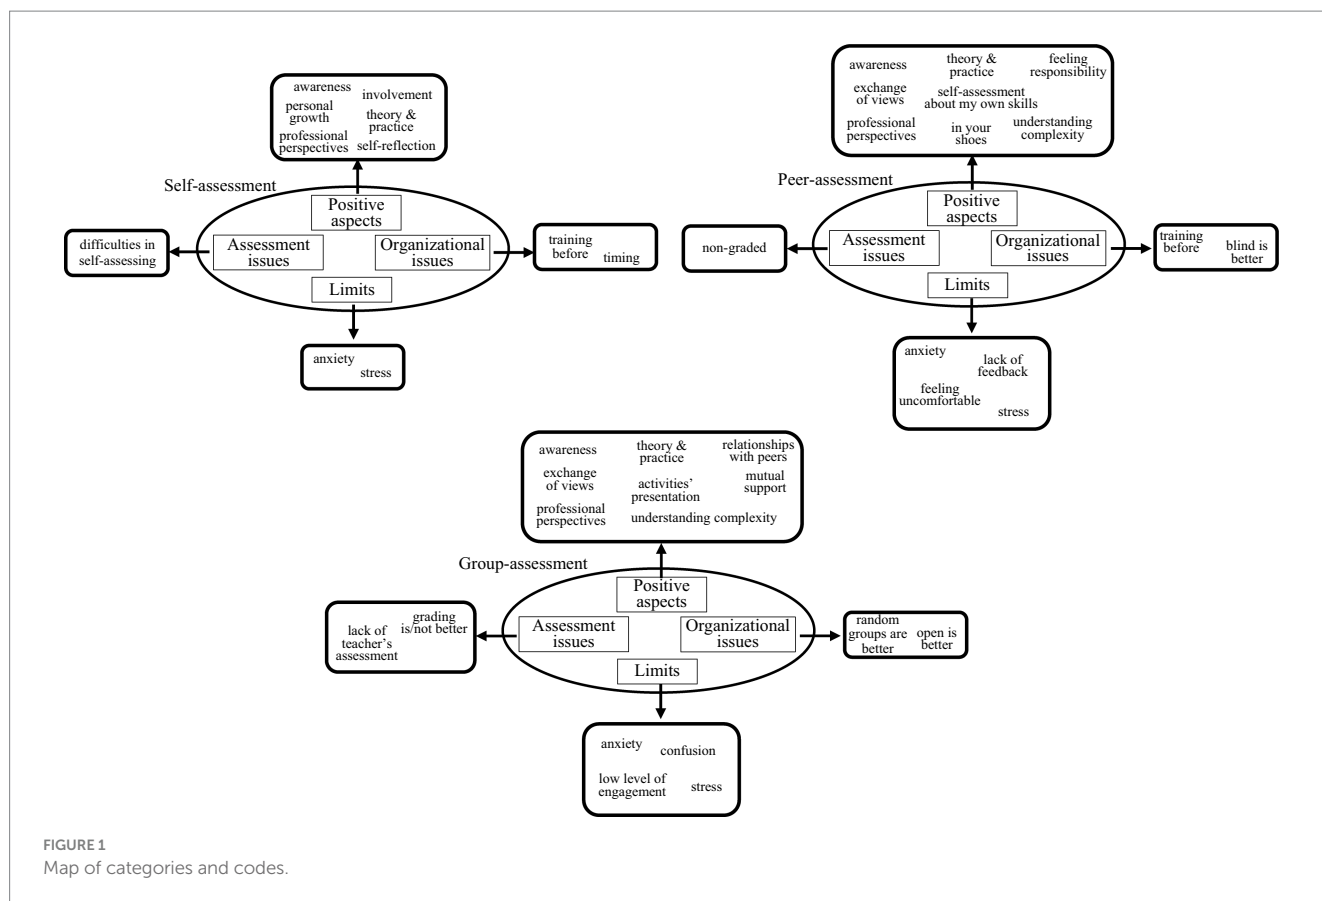 awareness
involvement
personal
growth
theory &
practice
professional
perspectives
self-reflection
Self-assessment
Positive
aspects
Assessment
issues
Organizational
issues
Limits
difficulties in
self-assessing
training
before
timing
anxiety
stress
awareness
theory &
practice
feeling
responsibility
exchange
of views
self-assessment
about my own skills
professional
perspectives
in your
shoes
understanding
complexity
Peer-assessment
Positive
aspects
Assessment
issues
Organizational
issues
Limits
non-graded
training
before
blind is
better
anxiety
lack of
feedback
feeling
uncomfortable
stress
awareness
theory &
practice
relationships
with peers
exchange
of views
activities’
presentation
mutual
support
professional
perspectives
understanding complexity
Group-assessment
Positive
aspects
Assessment
issues
Organizational
issues
Limits
grading
is/not better
lack of
teacher’s
assessment
random
groups are
better
open is
better
anxiety
confusion
low level of
engagement
stress
FIGURE 1
Map of categories and codes.